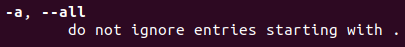 -a, --all
do not ignore entries starting with .